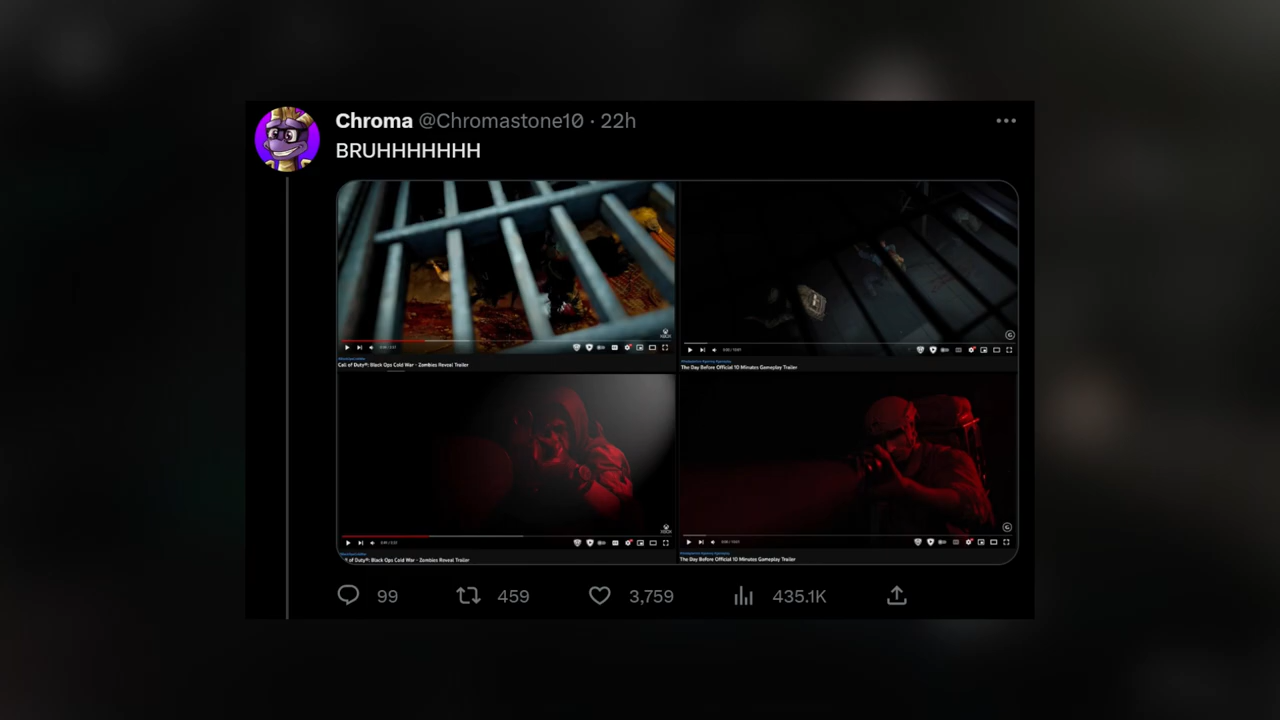 Chroma @Chromastone10 · 22h
BRUHHHHHHH
Call of Duty®: Black Ops Cold War - Zombies Reveal Trailer
The Day Before Official 10 Minutes Gameplay Trailer
of Duty®: Black Ops Cold War - Zombies Reveal Trailer
The Day Before Official 10 Minutes Gameplay Trailer
99 459 3,759 435.1K